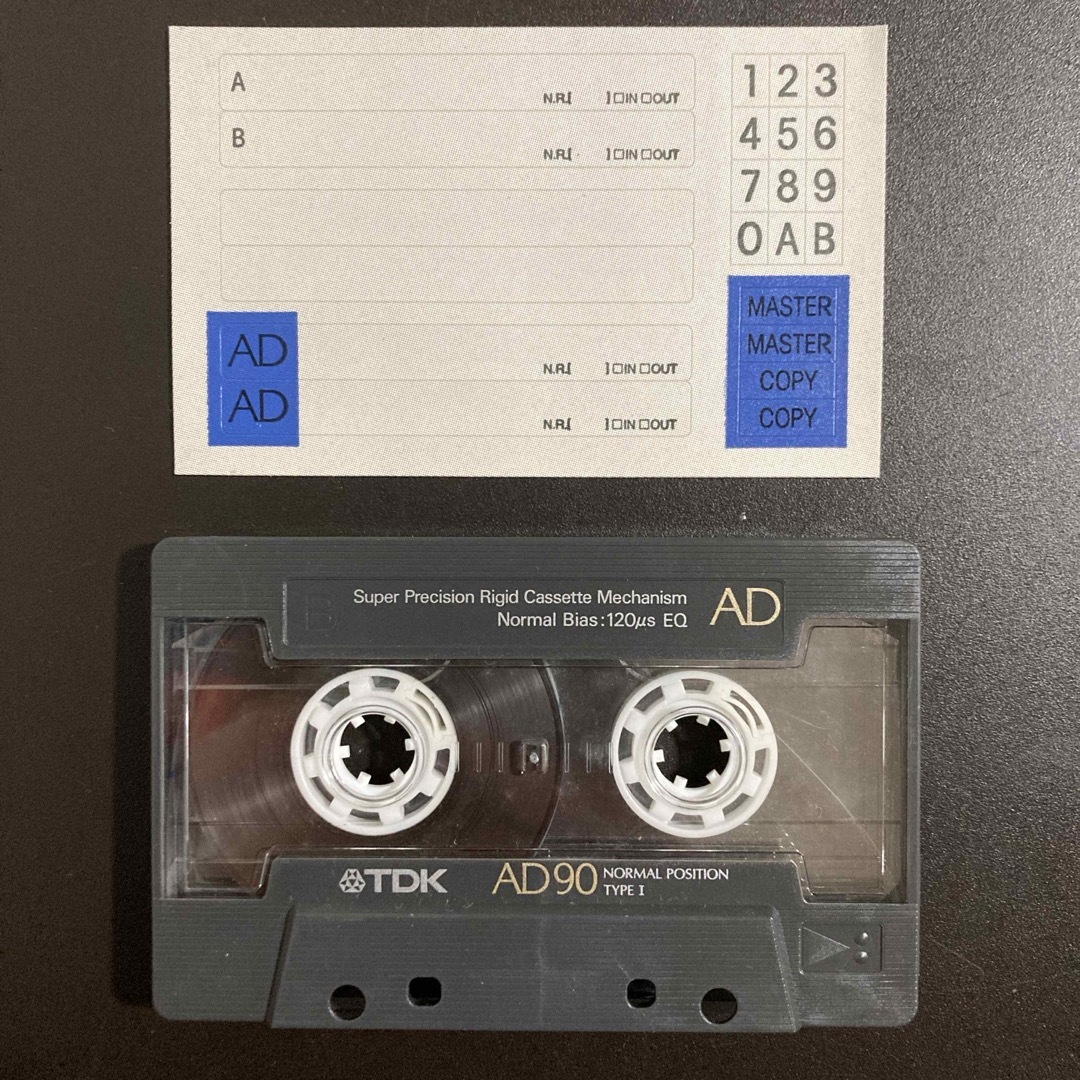 A
N.R.[ ] □IN □OUT
B
N.R.[ ] □IN □OUT
1 2 3
4 5 6
7 8 9
0 A B
AD
N.R.[ ] □IN □OUT
AD
N.R.[ ] □IN □OUT
MASTER
MASTER
COPY
COPY
B
Super Precision Rigid Cassette Mechanism
Normal Bias:120μs EQ
AD
TDK
AD90
NORMAL POSITION
TYPE I